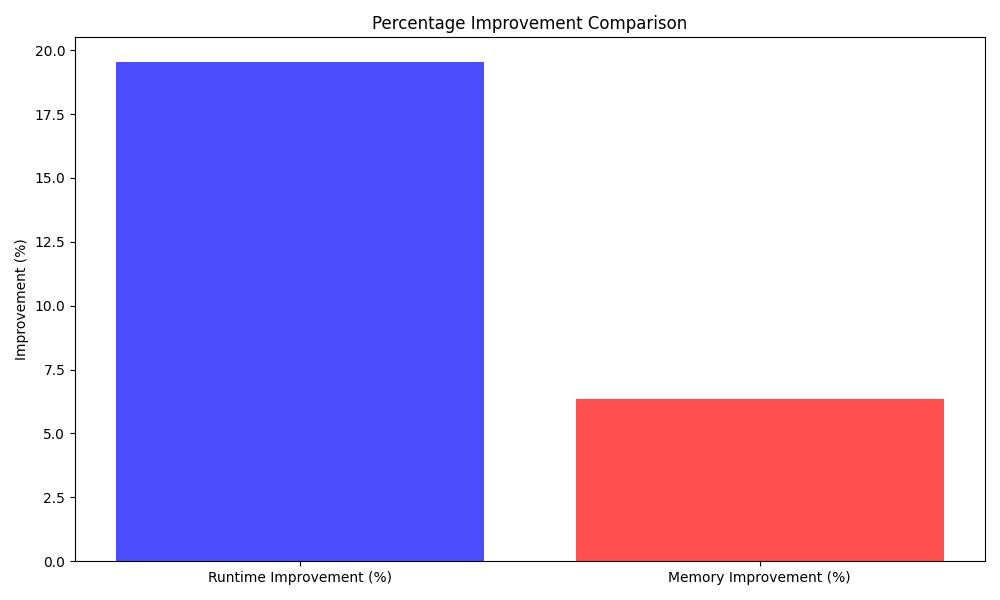 Percentage Improvement Comparison
Improvement (%)
20.0
17.5
15.0
12.5
10.0
7.5
5.0
2.5
0.0
Runtime Improvement (%)
Memory Improvement (%)